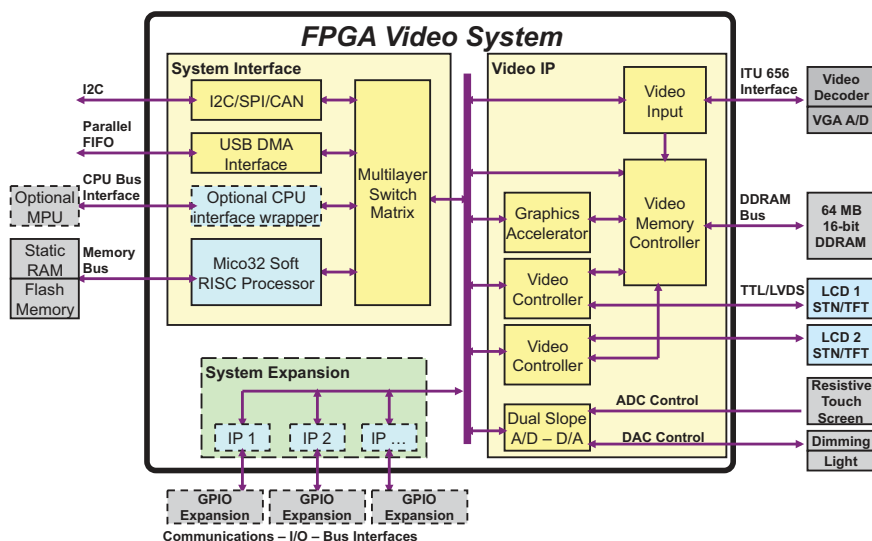 FPGA Video System
System Interface
I2C
I2C/SPI/CAN
Parallel
FIFO
USB DMA
Interface
CPU Bus
Interface
Optional
MPU
Optional CPU
interface wrapper
Static
RAM
Flash
Memory
Memory
Bus
Mico32 Soft
RISC Processor
Multilayer
Switch
Matrix
System Expansion
IP 1
IP 2
IP ...
GPIO
Expansion
GPIO
Expansion
GPIO
Expansion
Communications – I/O – Bus Interfaces
Video IP
Video
Input
Video
Memory
Controller
Graphics
Accelerator
Video
Controller
Video
Controller
Dual Slope
A/D – D/A
ITU 656
Interface
Video
Decoder
VGA A/D
DDRAM
Bus
64 MB
16-bit
DDRAM
TTL/LVDS
LCD 1
STN/TFT
LCD 2
STN/TFT
ADC Control
Resistive
Touch
Screen
DAC Control
Dimming
Light